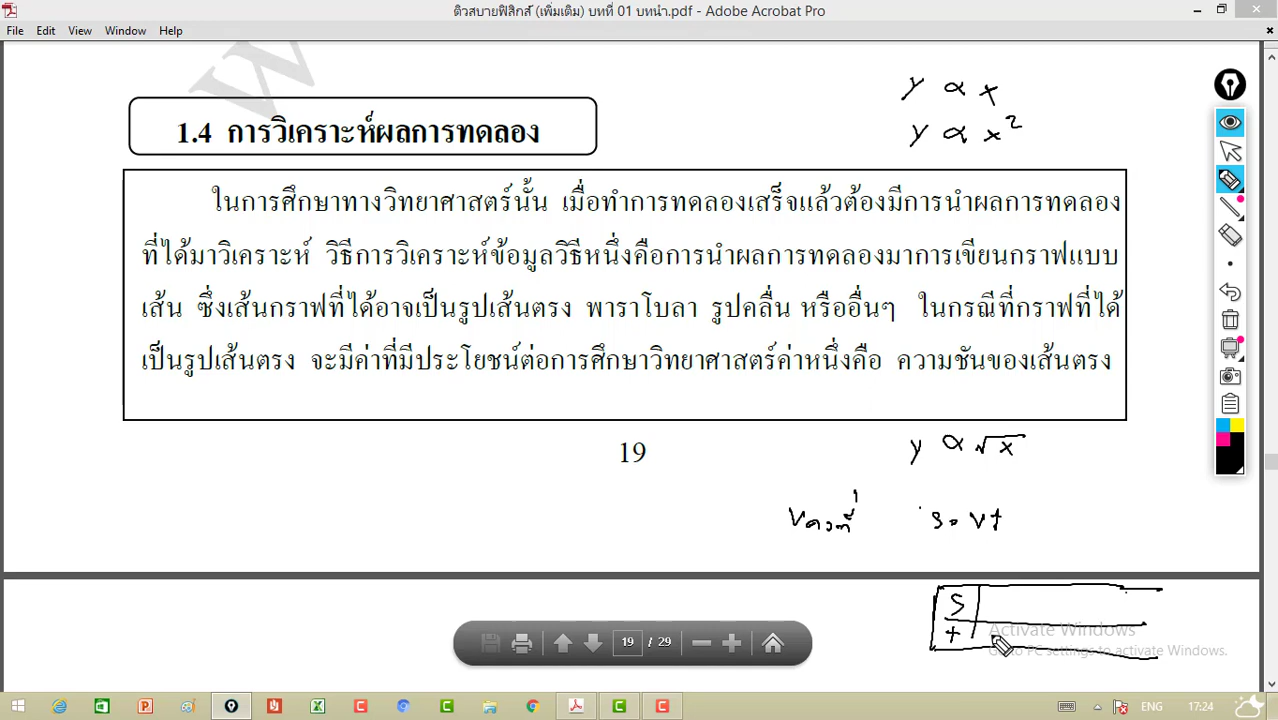 ติวสบายฟิสิกส์ (เพิ่มเติม) บทที่ 01 บทนำ.pdf - Adobe Acrobat Pro
File Edit View Window Help
y ∝ x
y ∝ x²
1.4 การวิเคราะห์ผลการทดลอง
ในการศึกษาทางวิทยาศาสตร์นั้น เมื่อทำการทดลองเสร็จแล้วต้องมีการนำผลการทดลอง
ที่ได้มาวิเคราะห์ วิธีการวิเคราะห์ข้อมูลวิธีหนึ่งคือการนำผลการทดลองมาการเขียนกราฟแบบ
เส้น ซึ่งเส้นกราฟที่ได้อาจเป็นรูปเส้นตรง พาราโบลา รูปคลื่น หรืออื่นๆ ในกรณีที่กราฟที่ได้
เป็นรูปเส้นตรง จะมีค่าที่มีประโยชน์ต่อการศึกษาวิทยาศาสตร์ค่าหนึ่งคือ ความชันของเส้นตรง
19
y ∝ √x
v คงที่ s = vt
s
t
19 / 29
Activate Windows
Go to PC settings to activate Windows.
ENG 17:24